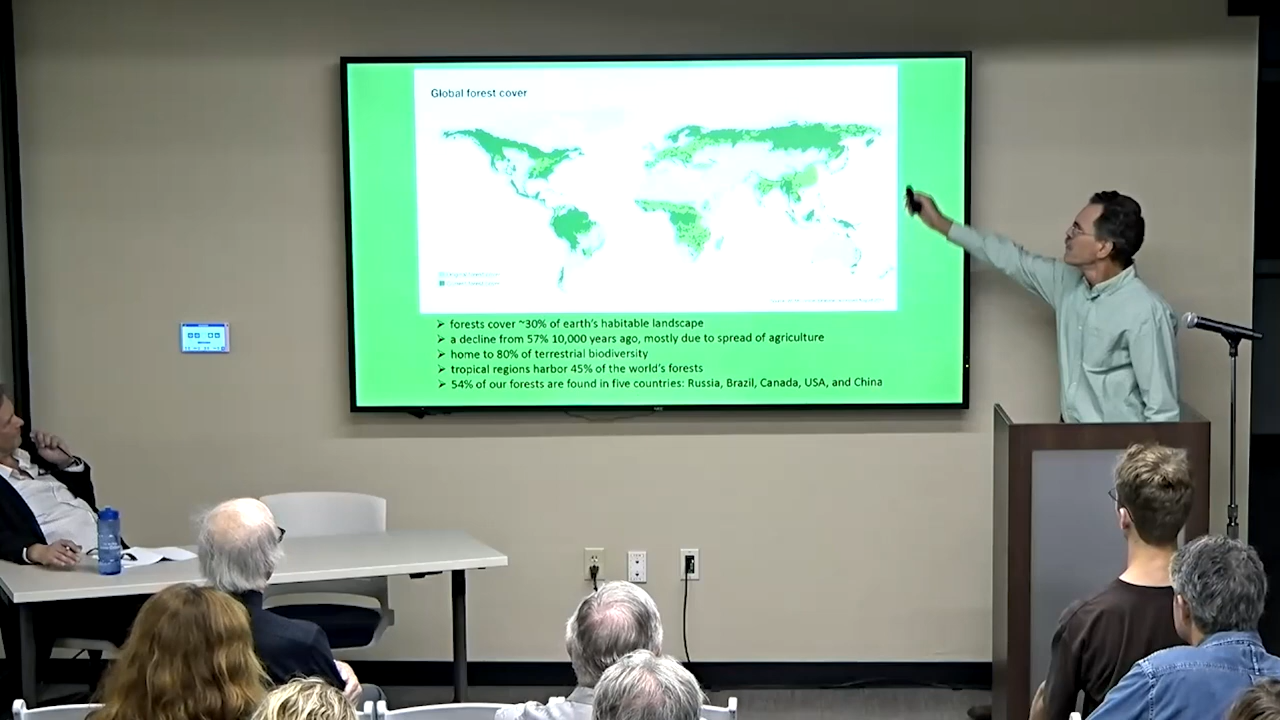 Global forest cover
➢ forests cover ~30% of earth's habitable landscape
➢ a decline from 57% 10,000 years ago, mostly due to spread of agriculture
➢ home to 80% of terrestrial biodiversity
➢ tropical regions harbor 45% of the world's forests
➢ 54% of our forests are found in five countries: Russia, Brazil, Canada, USA, and China